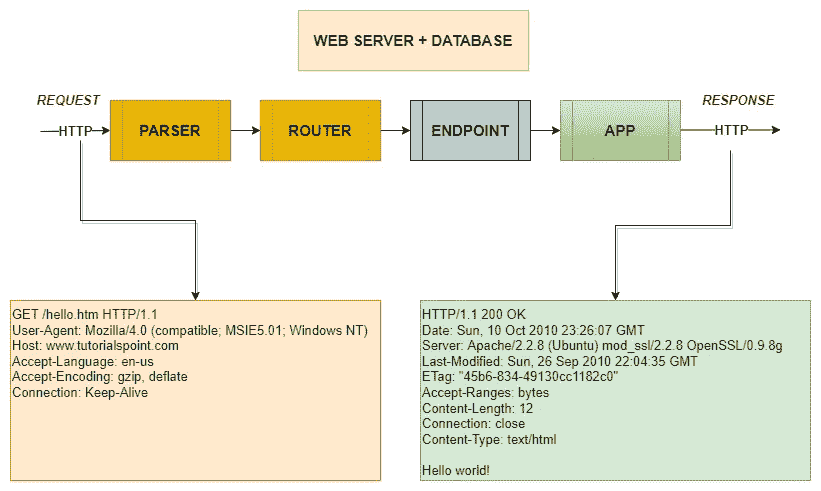 WEB SERVER + DATABASE
REQUEST
RESPONSE
HTTP
PARSER
ROUTER
ENDPOINT
APP
HTTP
GET /hello.htm HTTP/1.1
User-Agent: Mozilla/4.0 (compatible; MSIE5.01; Windows NT)
Host: www.tutorialspoint.com
Accept-Language: en-us
Accept-Encoding: gzip, deflate
Connection: Keep-Alive
HTTP/1.1 200 OK
Date: Sun, 10 Oct 2010 23:26:07 GMT
Server: Apache/2.2.8 (Ubuntu) mod_ssl/2.2.8 OpenSSL/0.9.8g
Last-Modified: Sun, 26 Sep 2010 22:04:35 GMT
ETag: "45b6-834-49130cc1182c0"
Accept-Ranges: bytes
Content-Length: 12
Connection: close
Content-Type: text/html
Hello world!